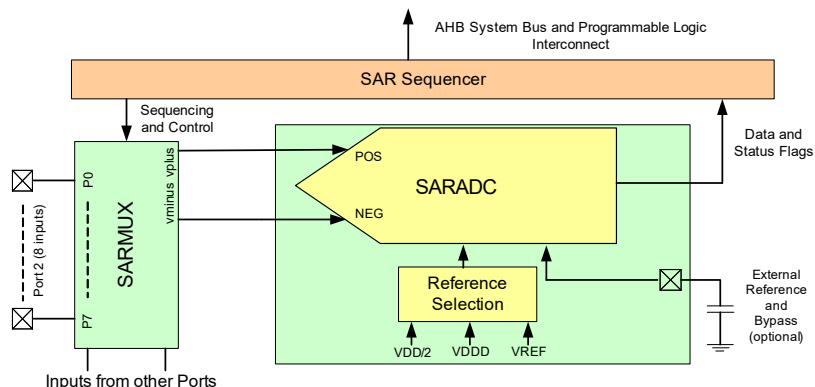 AHB System Bus and Programmable Logic
Interconnect
SAR Sequencer
Sequencing
and Control
Data and
Status Flags
vminus vplus
POS
NEG
SARADC
P0
Port 2 (8 inputs)
SARMUX
P7
Reference
Selection
External
Reference
and
Bypass
(optional)
VDD/2
VDDD
VREF
Inputs from other Ports